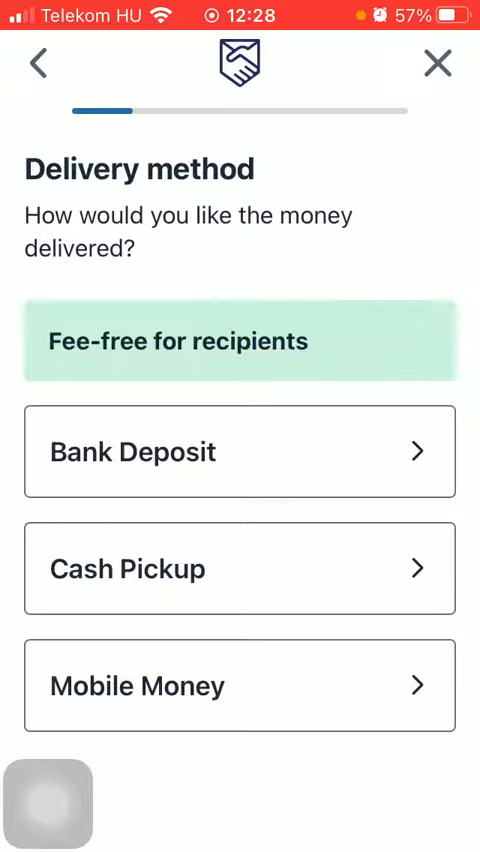 Telekom HU 12:28 57%
Delivery method
How would you like the money
delivered?
Fee-free for recipients
Bank Deposit
Cash Pickup
Mobile Money